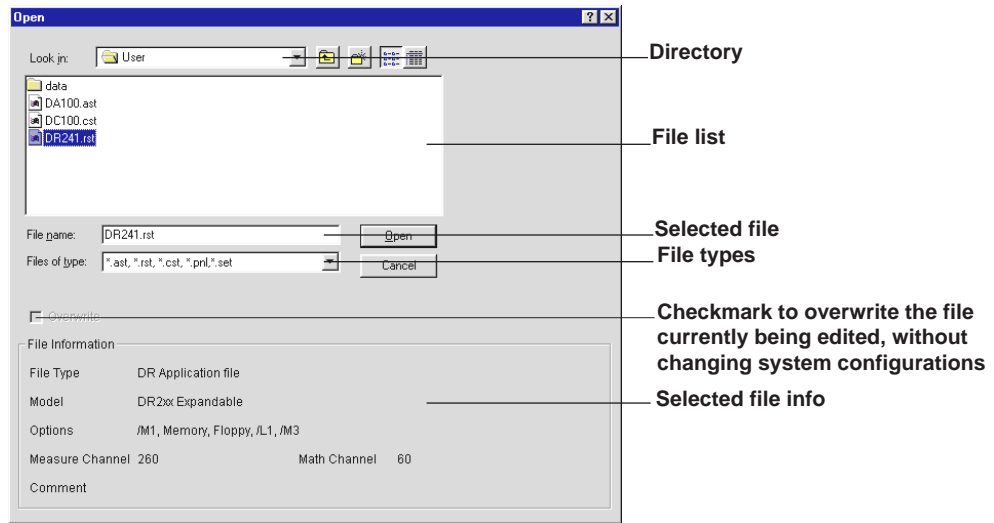 Open
Look in: User
Directory
data
DA100.ast
DC100.cst
DR241.rst
File list
File name: DR241.rst Open
Selected file
Files of type: *.ast, *.rst, *.cst, *.pnl,*.set Cancel
File types
Overwrite
Checkmark to overwrite the file
currently being edited, without
changing system configurations
File Information
File Type DR Application file
Model DR2xx Expandable
Selected file info
Options /M1, Memory, Floppy, /L1, /M3
Measure Channel 260 Math Channel 60
Comment